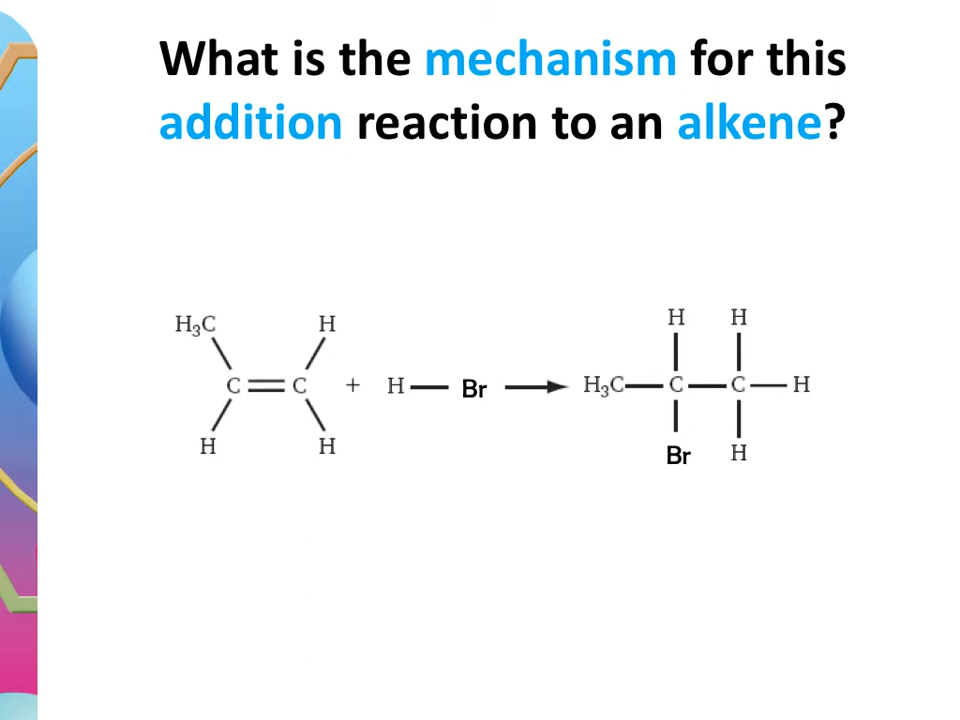 What is the mechanism for this
addition reaction to an alkene?
H H H
H₃C H
C C + H Br H₃C C C H
H H Br H